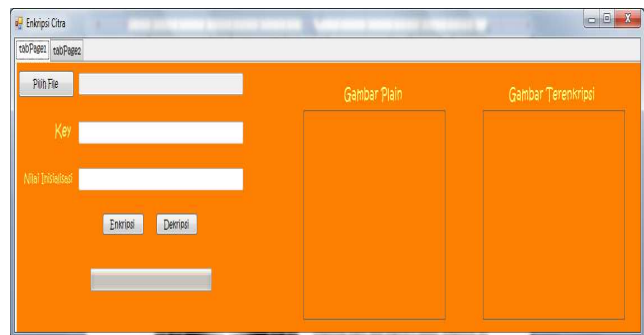 Enkripsi Citra
tabPage1 tabPage2
Pilih File
Gambar Plain
Gambar Terenkripsi
Key
Nilai Inisialisasi
Enkripsi
Dekripsi